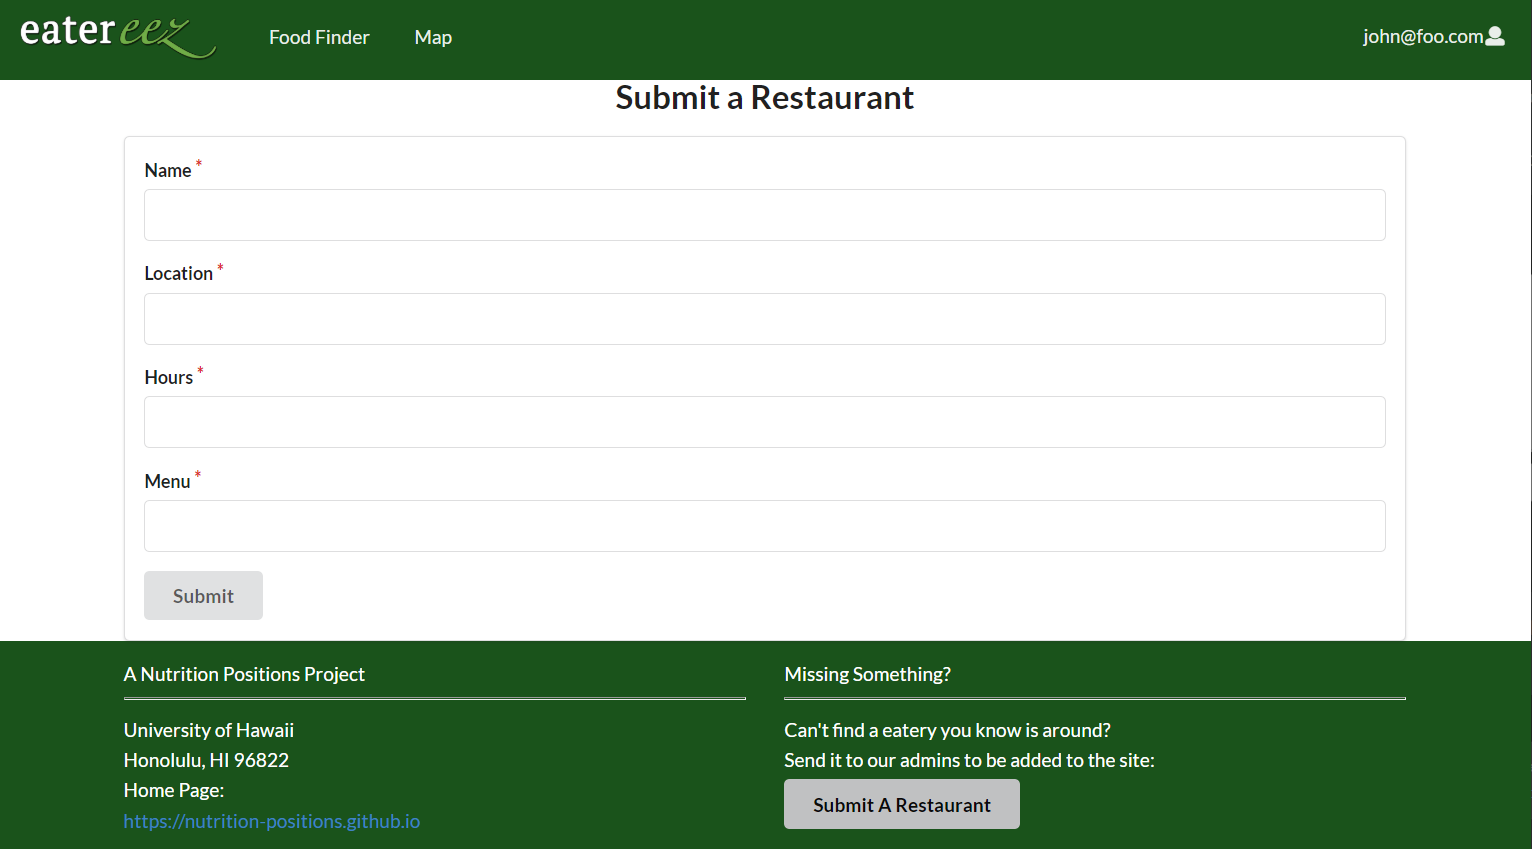 eatereez
Food Finder
Map
john@foo.com
Submit a Restaurant
Name *
Location *
Hours *
Menu *
Submit
A Nutrition Positions Project
University of Hawaii
Honolulu, HI 96822
Home Page:
https://nutrition-positions.github.io
Missing Something?
Can't find a eatery you know is around?
Send it to our admins to be added to the site:
Submit A Restaurant